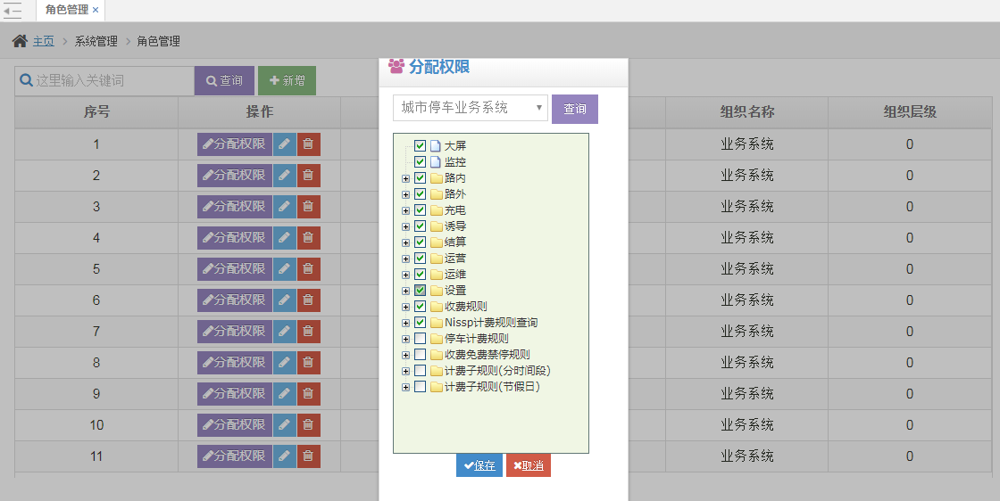 角色管理 ×
主页 > 系统管理 > 角色管理
这里输入关键词 查询 新增
序号 操作 组织名称 组织层级
1 分配权限 业务系统 0
2 分配权限 业务系统 0
3 分配权限 业务系统 0
4 分配权限 业务系统 0
5 分配权限 业务系统 0
6 分配权限 业务系统 0
7 分配权限 业务系统 0
8 分配权限 业务系统 0
9 分配权限 业务系统 0
10 分配权限 业务系统 0
11 分配权限 业务系统 0
分配权限
城市停车业务系统 查询
大屏
监控
路内
路外
充电
诱导
结算
运营
运维
设置
收费规则
Nissp计费规则查询
停车计费规则
收费免费禁停规则
计费子规则(分时间段)
计费子规则(节假日)
保存 取消